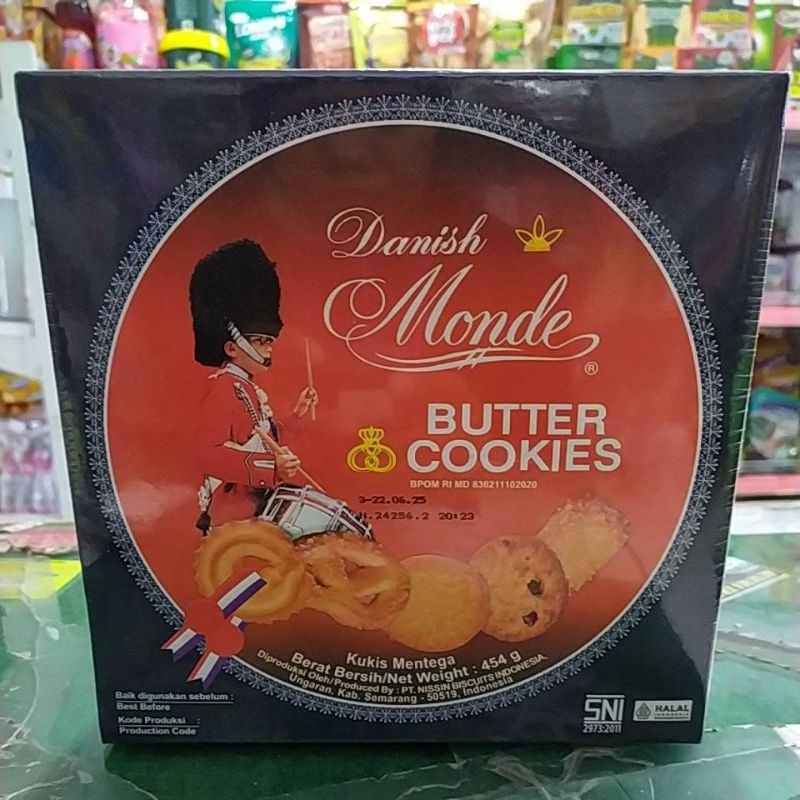 Danish
Monde
®
BUTTER
COOKIES
BPOM RI MD 836211102020
3-22.06.25
N.24256.2 20:23
Kukis Mentega
Berat Bersih/Net Weight : 454 g
Diproduksi Oleh/Produced By : PT. NISSIN BISCUITS INDONESIA,
Ungaran, Kab. Semarang - 50519, Indonesia
Baik digunakan sebelum :
Best Before
Kode Produksi :
Production Code
SNI
2973:2011
HALAL
INDONESIA